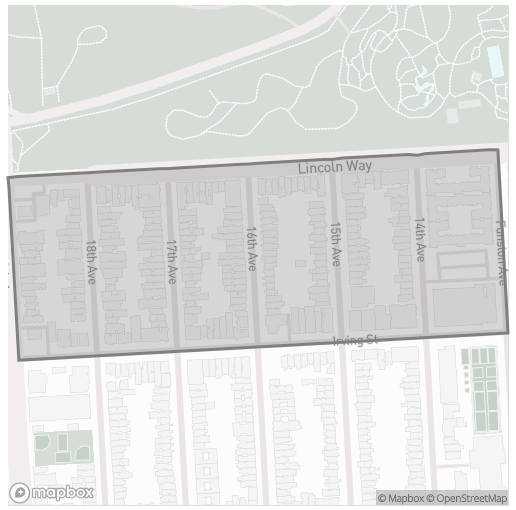 Lincoln Way
18th Ave
17th Ave
16th Ave
15th Ave
14th Ave
Funston Ave
Irving St
mapbox
© Mapbox © OpenStreetMap